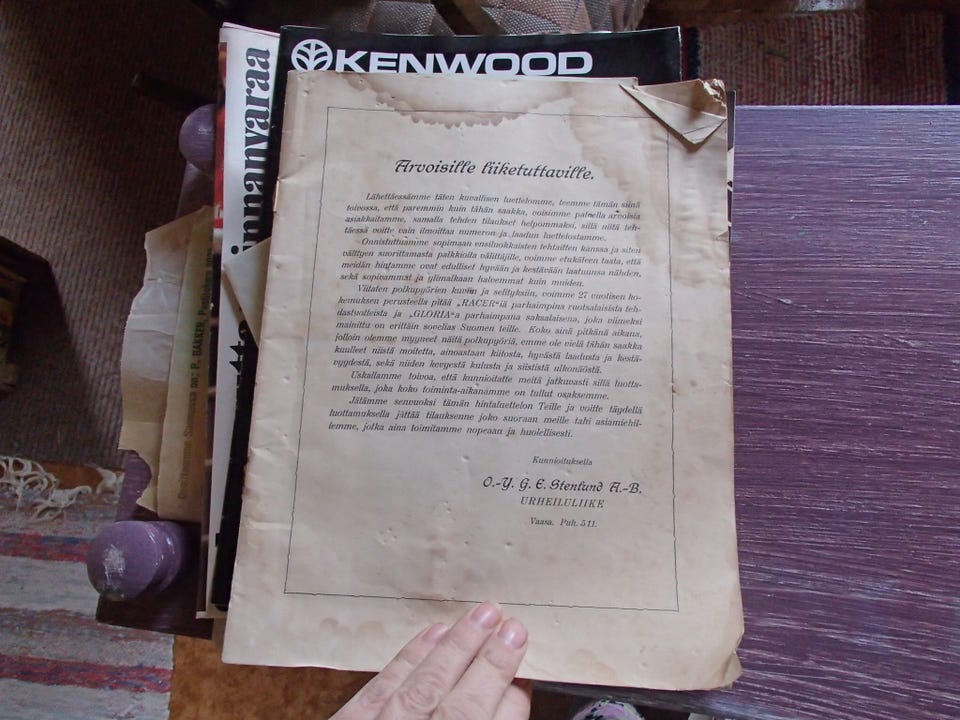 KENWOOD
innanvaraa
P. BAKKER,
Arvoisille liiketuttaville.
Lähettäessämme täten kuvallisen luettelomme, teemme tämän siinä
toivossa, että paremmin kuin tähän saakka, voisimme palvella arvoisia
asiakkaitamme, samalla tehden tilaukset helpommaksi, sillä niitä teh-
täessä voitte vain ilmoittaa numeron ja laadun luettelostamme.
Onnistuttuamme sopimaan ensiluokkaisten tehtaitten kanssa ja siten
välttyen suorittamasta palkkioita välittäjille, voimme etukäteen taata, että
meidän hintamme ovat edulliset hyvään ja kestävään laatuunsa nähden,
sekä sopivammat ja ylimalkaan halvemmat kuin muiden.
Viitaten polkupyörien kuviin ja selityksiin, voimme 27 vuotisen ko-
kemuksen perusteella pitää „RACER"iä parhaimpina ruotsalaisista teh-
dastuotteista ja „GLORIA"a parhaimpana saksalaisena, joka viimeksi
mainittu on erittäin sovelias Suomen teille. Koko sinä pitkänä aikana,
jolloin olemme myyneet näitä polkupyöriä, emme ole vielä tähän saakka
kuulleet niistä moitetta, ainoastaan kiitosta, hyvästä laadusta ja kestä-
vyydestä, sekä niiden kevyestä kulusta ja siististä ulkonäöstä.
Uskallamme toivoa, että kunnioitatte meitä jatkuvasti sillä luotta-
muksella, joka koko toiminta-aikanamme on tullut osaksemme.
Jätämme senvuoksi tämän hintaluettelon Teille ja voitte täydellä
luottamuksella jättää tilauksenne joko suoraan meille tahi asiamiehil-
lemme, jotka aina toimitamme nopeaan ja huolellisesti.
Kunnioituksella
O.-Y. G. E. Stenlund A.-B.
URHEILULIIKE
Vaasa. Puh. 511.